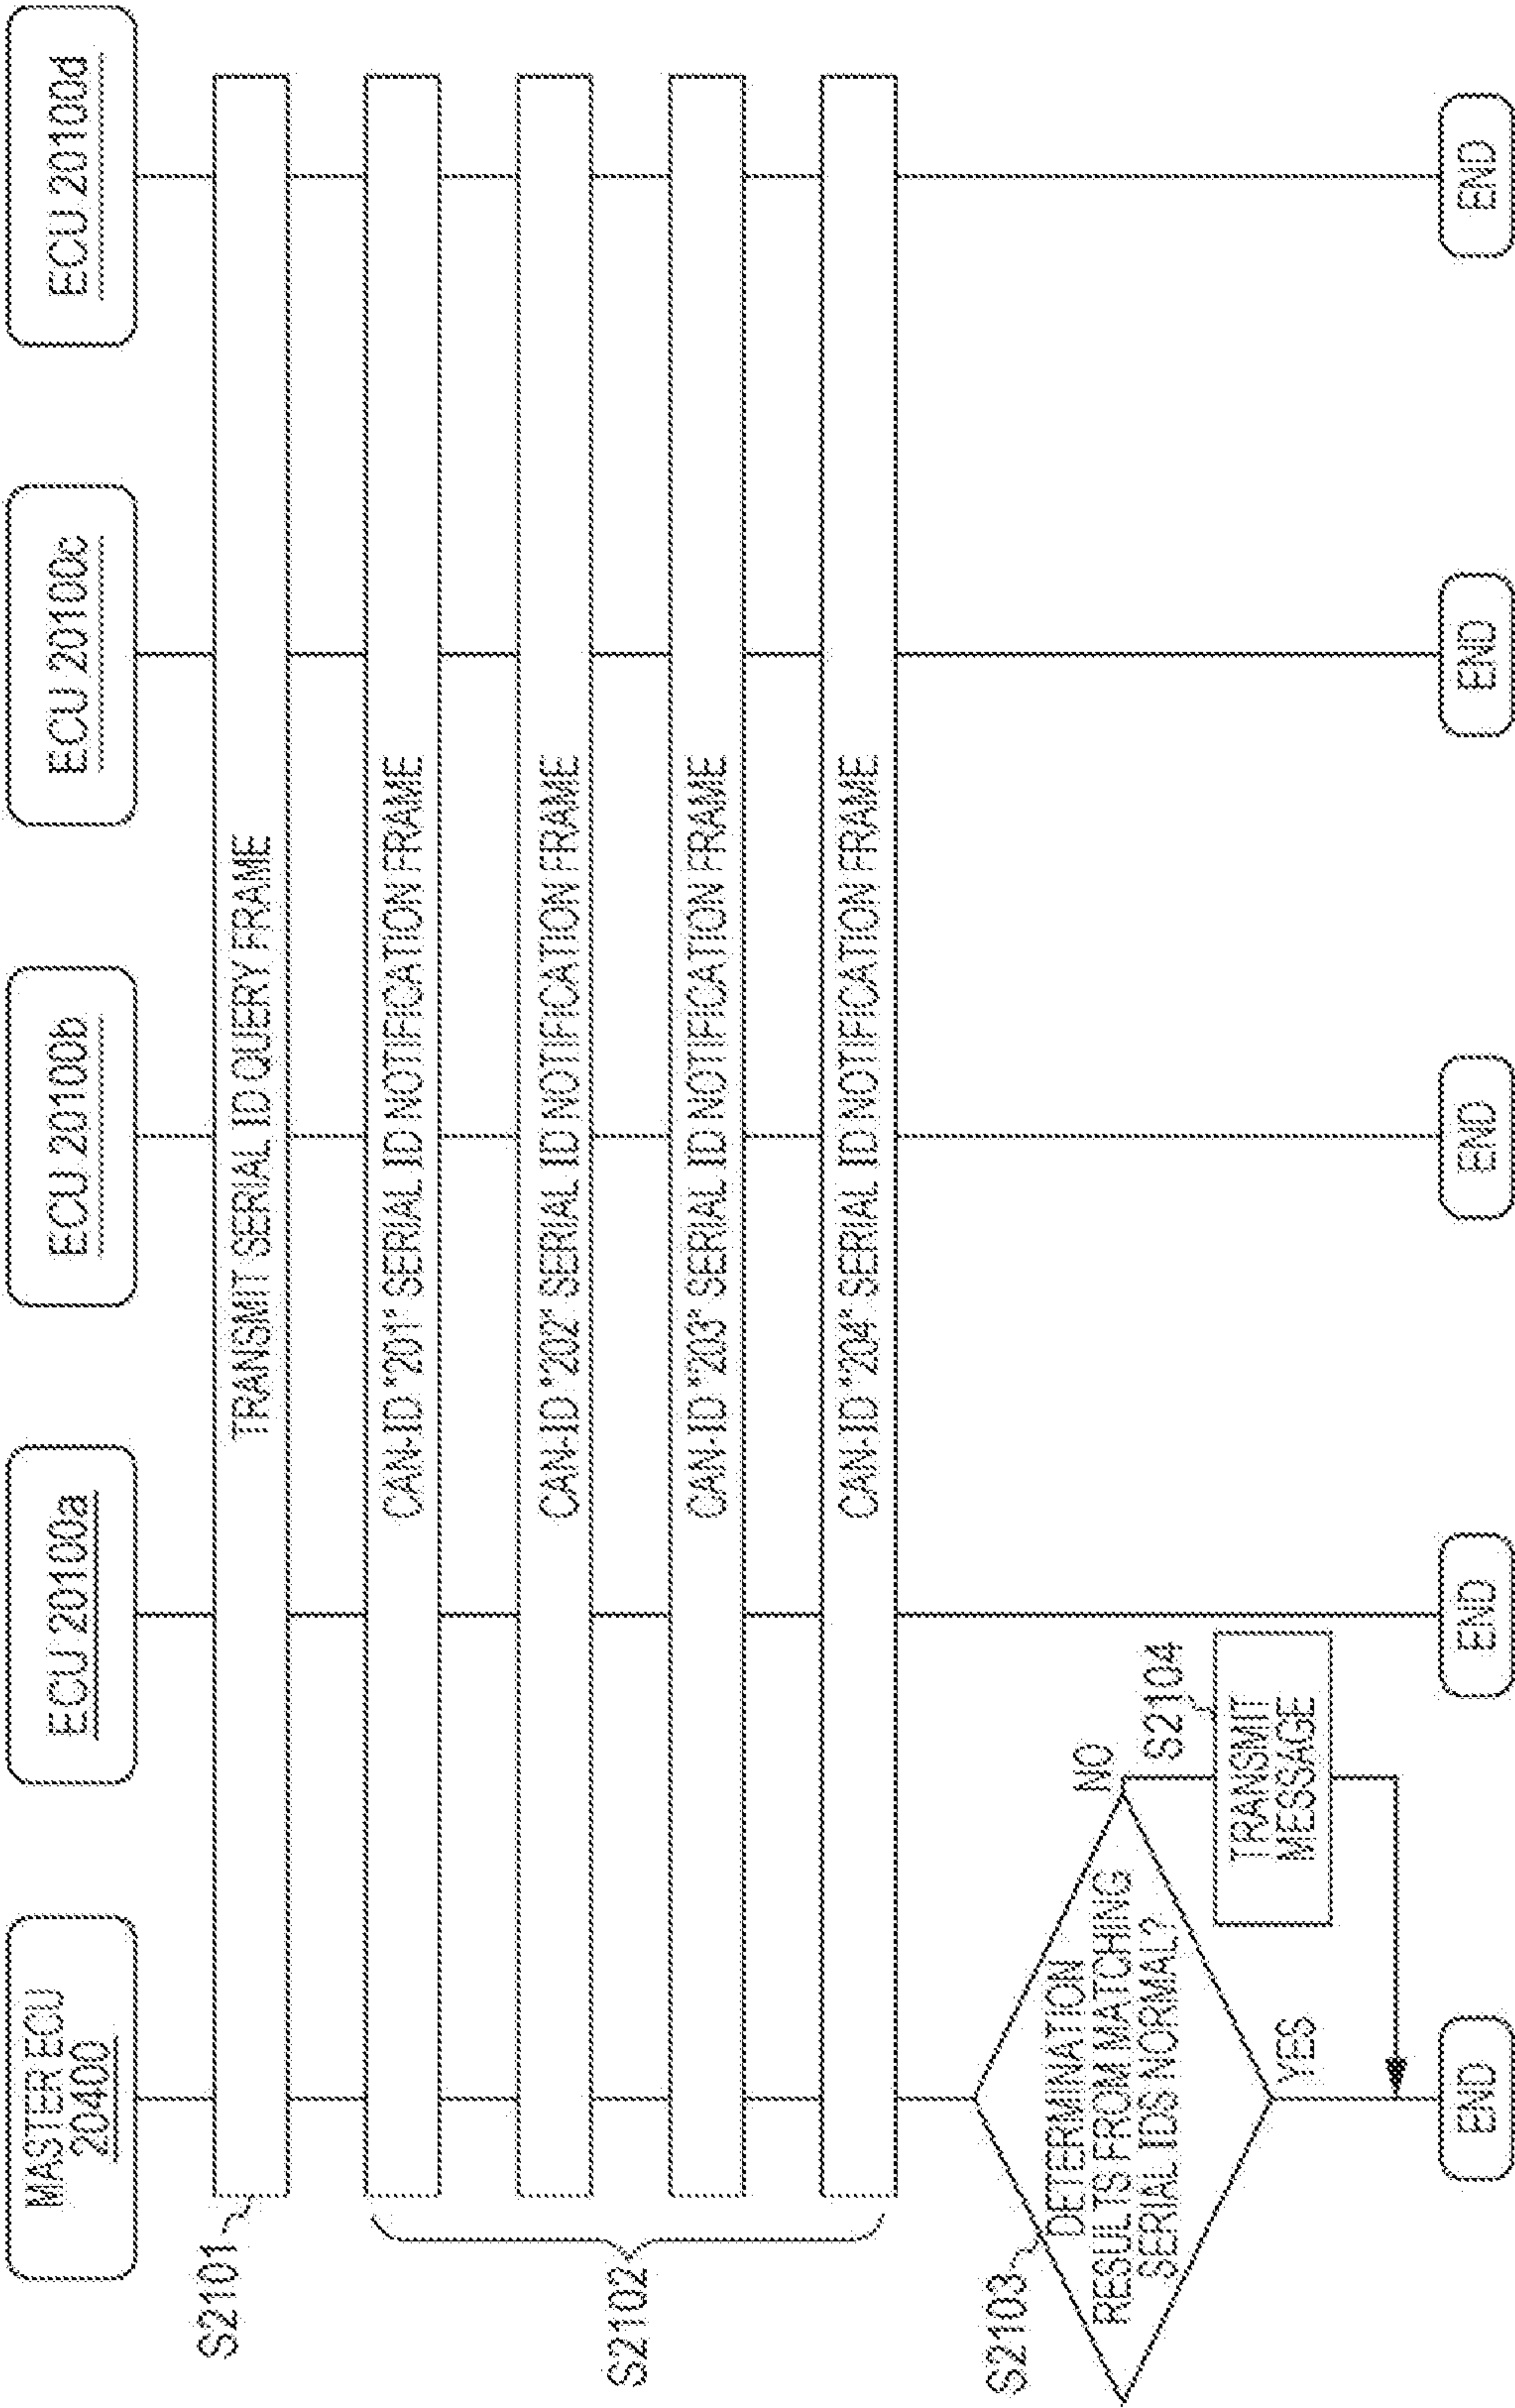 MASTER ECU
20400
ECU 20100a
ECU 20100b
ECU 20100c
ECU 20100d
S2101
TRANSMIT SERIAL ID QUERY FRAME
S2102
CAN-ID "201" SERIAL ID NOTIFICATION FRAME
CAN-ID "202" SERIAL ID NOTIFICATION FRAME
CAN-ID "203" SERIAL ID NOTIFICATION FRAME
CAN-ID "204" SERIAL ID NOTIFICATION FRAME
S2103
DETERMINATION
RESULTS FROM MATCHING
SERIAL IDS NORMAL?
NO
S2104
TRANSMIT
MESSAGE
YES
END
END
END
END
END